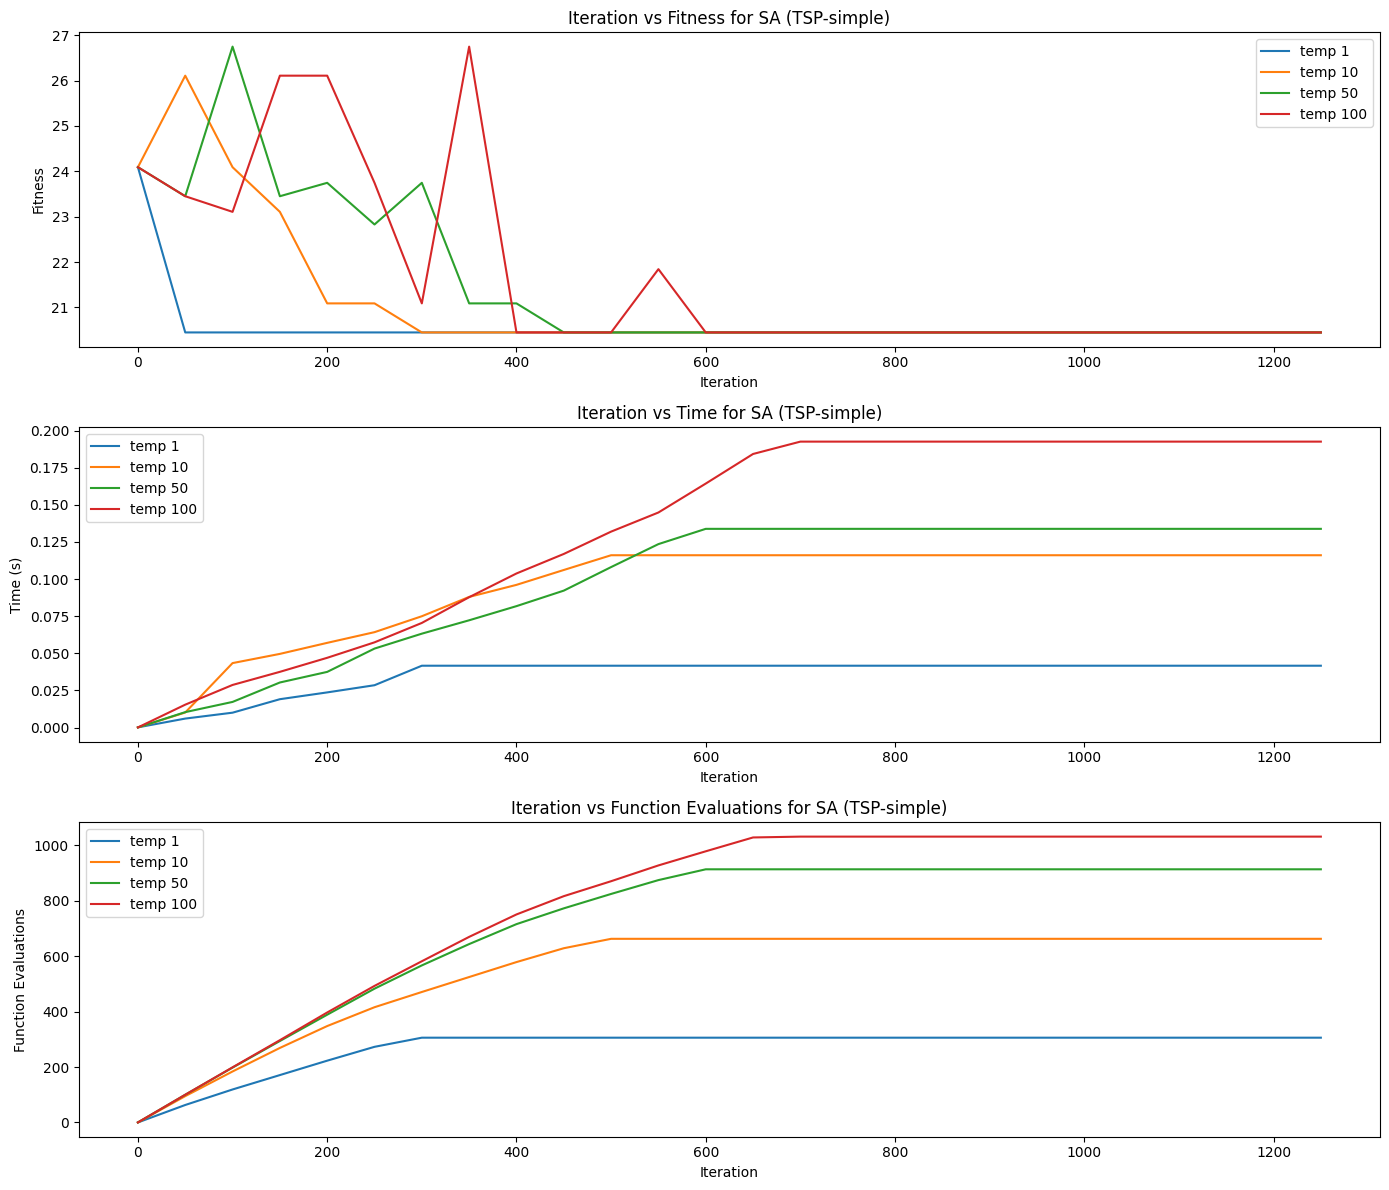 Iteration vs Fitness for SA (TSP-simple)
27
26
25
24
23
22
21
Fitness
temp 1
temp 10
temp 50
temp 100
0 200 400 600 800 1000 1200
Iteration
Iteration vs Time for SA (TSP-simple)
0.200
0.175
0.150
0.125
0.100
0.075
0.050
0.025
0.000
Time (s)
temp 1
temp 10
temp 50
temp 100
0 200 400 600 800 1000 1200
Iteration
Iteration vs Function Evaluations for SA (TSP-simple)
1000
800
600
400
200
0
Function Evaluations
temp 1
temp 10
temp 50
temp 100
0 200 400 600 800 1000 1200
Iteration